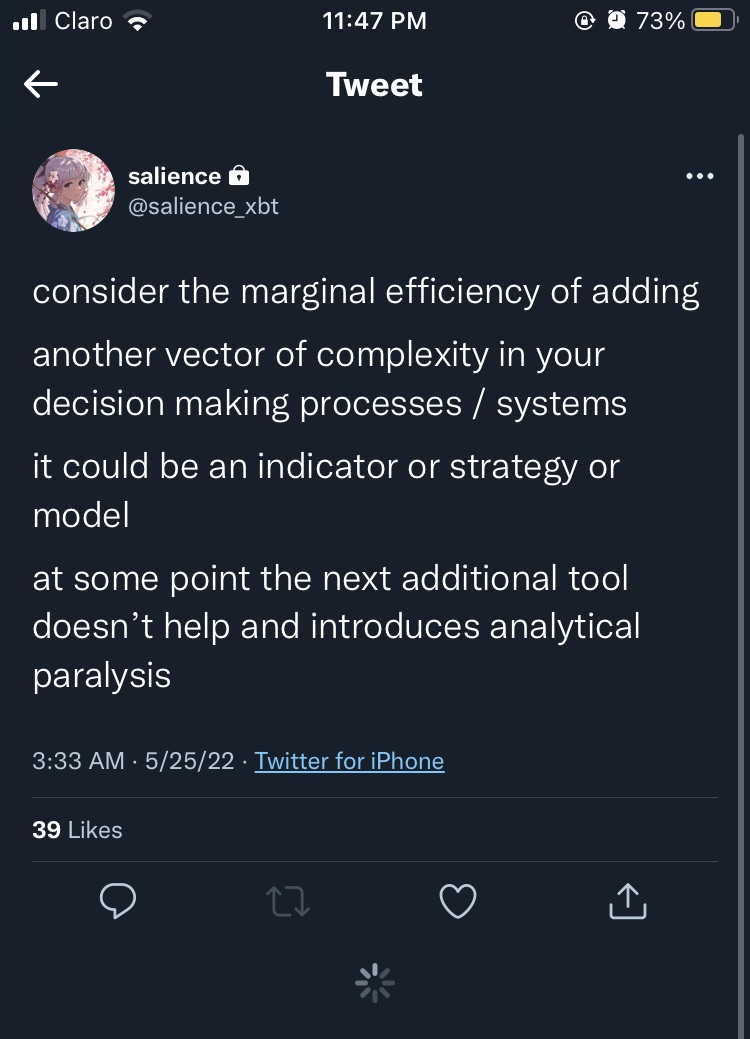 Claro 11:47 PM 73%
Tweet
salience
@salience_xbt
consider the marginal efficiency of adding
another vector of complexity in your
decision making processes / systems
it could be an indicator or strategy or
model
at some point the next additional tool
doesn’t help and introduces analytical
paralysis
3:33 AM · 5/25/22 · Twitter for iPhone
39 Likes